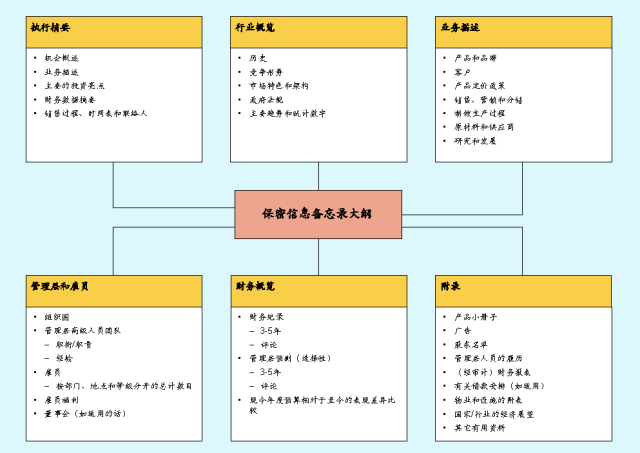 执行摘要
• 机会概述
• 业务描述
• 主要的投资亮点
• 财务数据摘要
• 销售过程、时间表和联络人
行业概览
• 历史
• 竞争形势
• 市场特色和架构
• 政府法规
• 主要趋势和统计数字
业务描述
• 产品和品牌
• 客户
• 产品定价政策
• 销售、营销和分销
• 制造生产过程
• 原材料和供应商
• 研究和发展
保密信息备忘录大纲
管理层和雇员
• 组织图
• 管理层高级人员团队
– 职衔/职责
– 经验
• 雇员
– 按部门、地点和等级分开的总计数目
• 雇员福利
• 董事会（如适用的话）
财务概览
• 财务纪录
– 3-5年
– 评论
• 管理层预测（选择性）
– 3-5年
– 评论
• 现今年度预算相对于至今的表现差异比
较
附录
• 产品小册子
• 广告
• 股东名单
• 管理层人员的履历
• （经审计）财务报表
• 有关借款安排（如适用）
• 物业和设施的附表
• 国家/行业的经济展望
• 其它有用资料